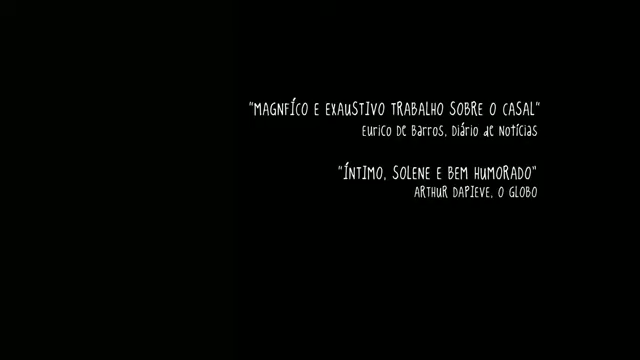 "MAGNFÍCO E EXAUSTIVO TRABALHO SOBRE O CASAL"
EURICO DE BARROS, DIÁRIO DE NOTÍCIAS
"ÍNTIMO, SOLENE E BEM HUMORADO"
ARTHUR DAPIEVE, O GLOBO